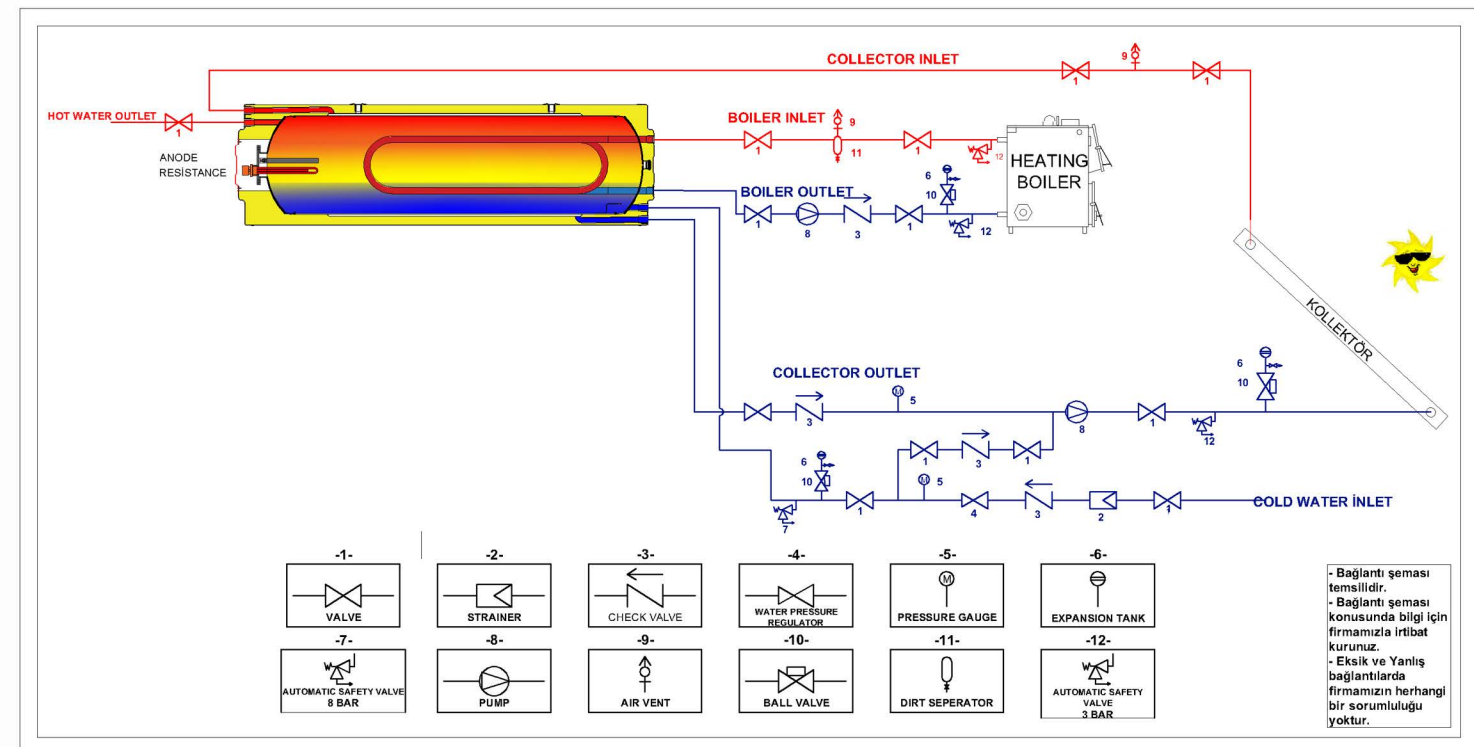 COLLECTOR INLET
9
1
1
HOT WATER OUTLET
1
BOILER INLET
9
1
11
1
12
ANODE
RESİSTANCE
HEATING
BOILER
BOILER OUTLET
6
10
1
8
3
1
12
KOLLEKTÖR
COLLECTOR OUTLET
6
10
3
5
8
1
12
1
3
1
6
10
5
7
1
4
3
2
1
COLD WATER İNLET
-1-
VALVE
-2-
STRAINER
-3-
CHECK VALVE
-4-
WATER PRESSURE
REGULATOR
-5-
M
PRESSURE GAUGE
-6-
EXPANSION TANK
-7-
AUTOMATIC SAFETY VALVE
8 BAR
-8-
PUMP
-9-
AIR VENT
-10-
BALL VALVE
-11-
DIRT SEPERATOR
-12-
AUTOMATIC SAFETY
VALVE
3 BAR
- Bağlantı şeması
temsilidir.
- Bağlantı şeması
konusunda bilgi için
firmamızla irtibat
kurunuz.
- Eksik ve Yanlış
bağlantılarda
firmamızın herhangi
bir sorumluluğu
yoktur.